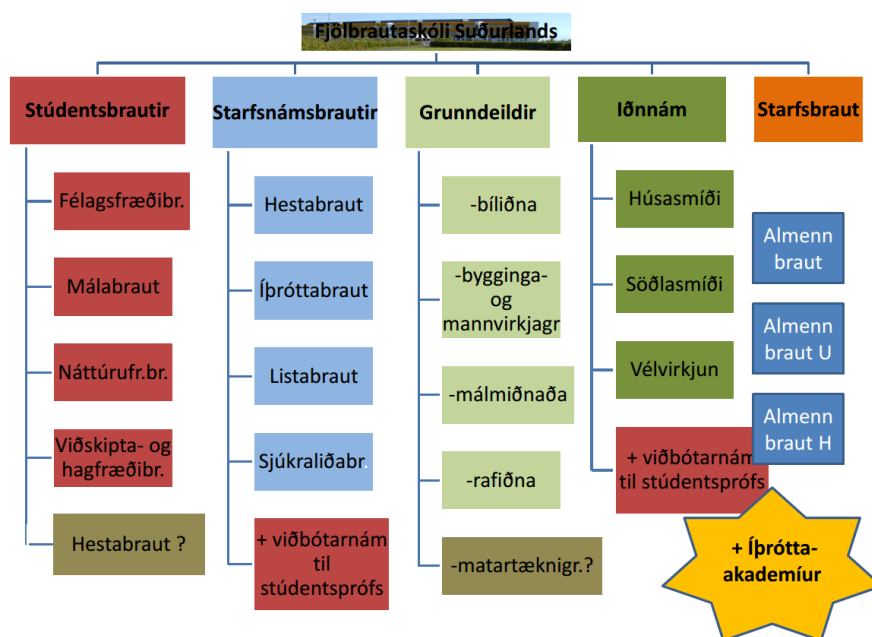 Fjölbrautaskóli Suðurlands
Stúdentsbrautir
Félagsfræðibr.
Málabraut
Náttúrufr.br.
Viðskipta- og
hagfræðibr.
Hestabraut ?
Starfsnámsbrautir
Hestabraut
Íþróttabraut
Listabraut
Sjúkraliðabr.
+ viðbótarnám
til
stúdentsprófs
Grunndeildir
-bíliðna
-bygginga-
og
mannvirkjagr
-málmiðnaða
-rafiðna
-matartæknigr.?
Iðnnám
Húsasmíði
Söðlasmíði
Vélvirkjun
+ viðbótarnám
til stúdentsprófs
Starfsbraut
Almenn
braut
Almenn
braut U
Almenn
braut H
+ Íþrótta-
akademíur